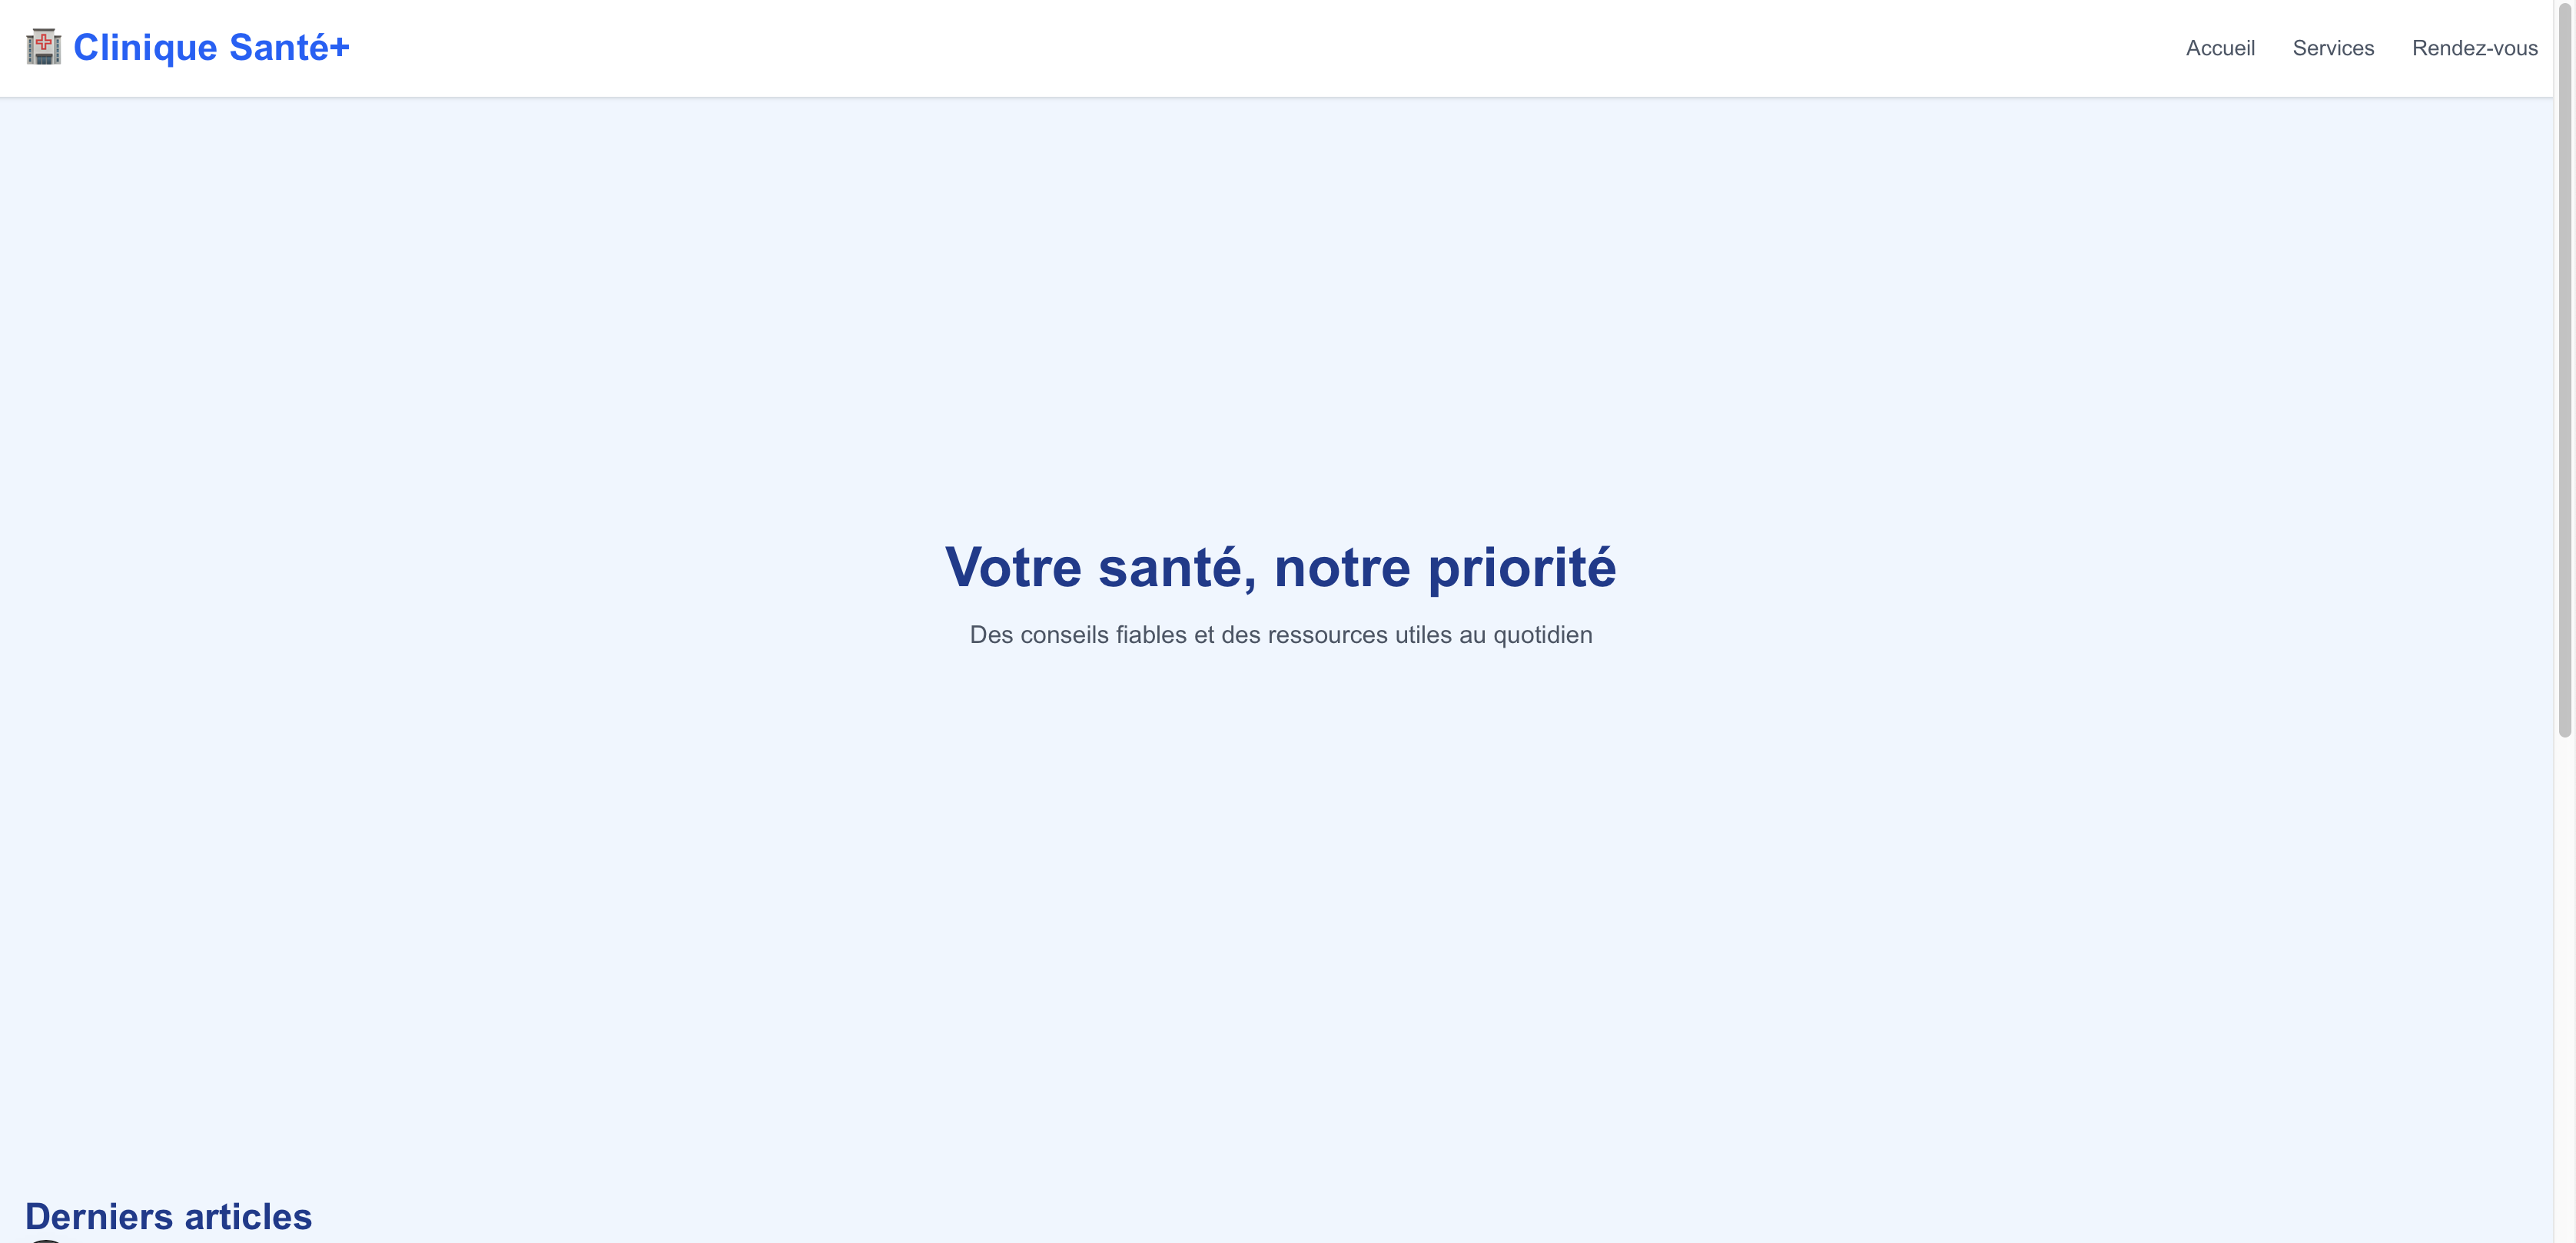 Clinique Santé+
Accueil Services Rendez-vous
Votre santé, notre priorité
Des conseils fiables et des ressources utiles au quotidien
Derniers articles